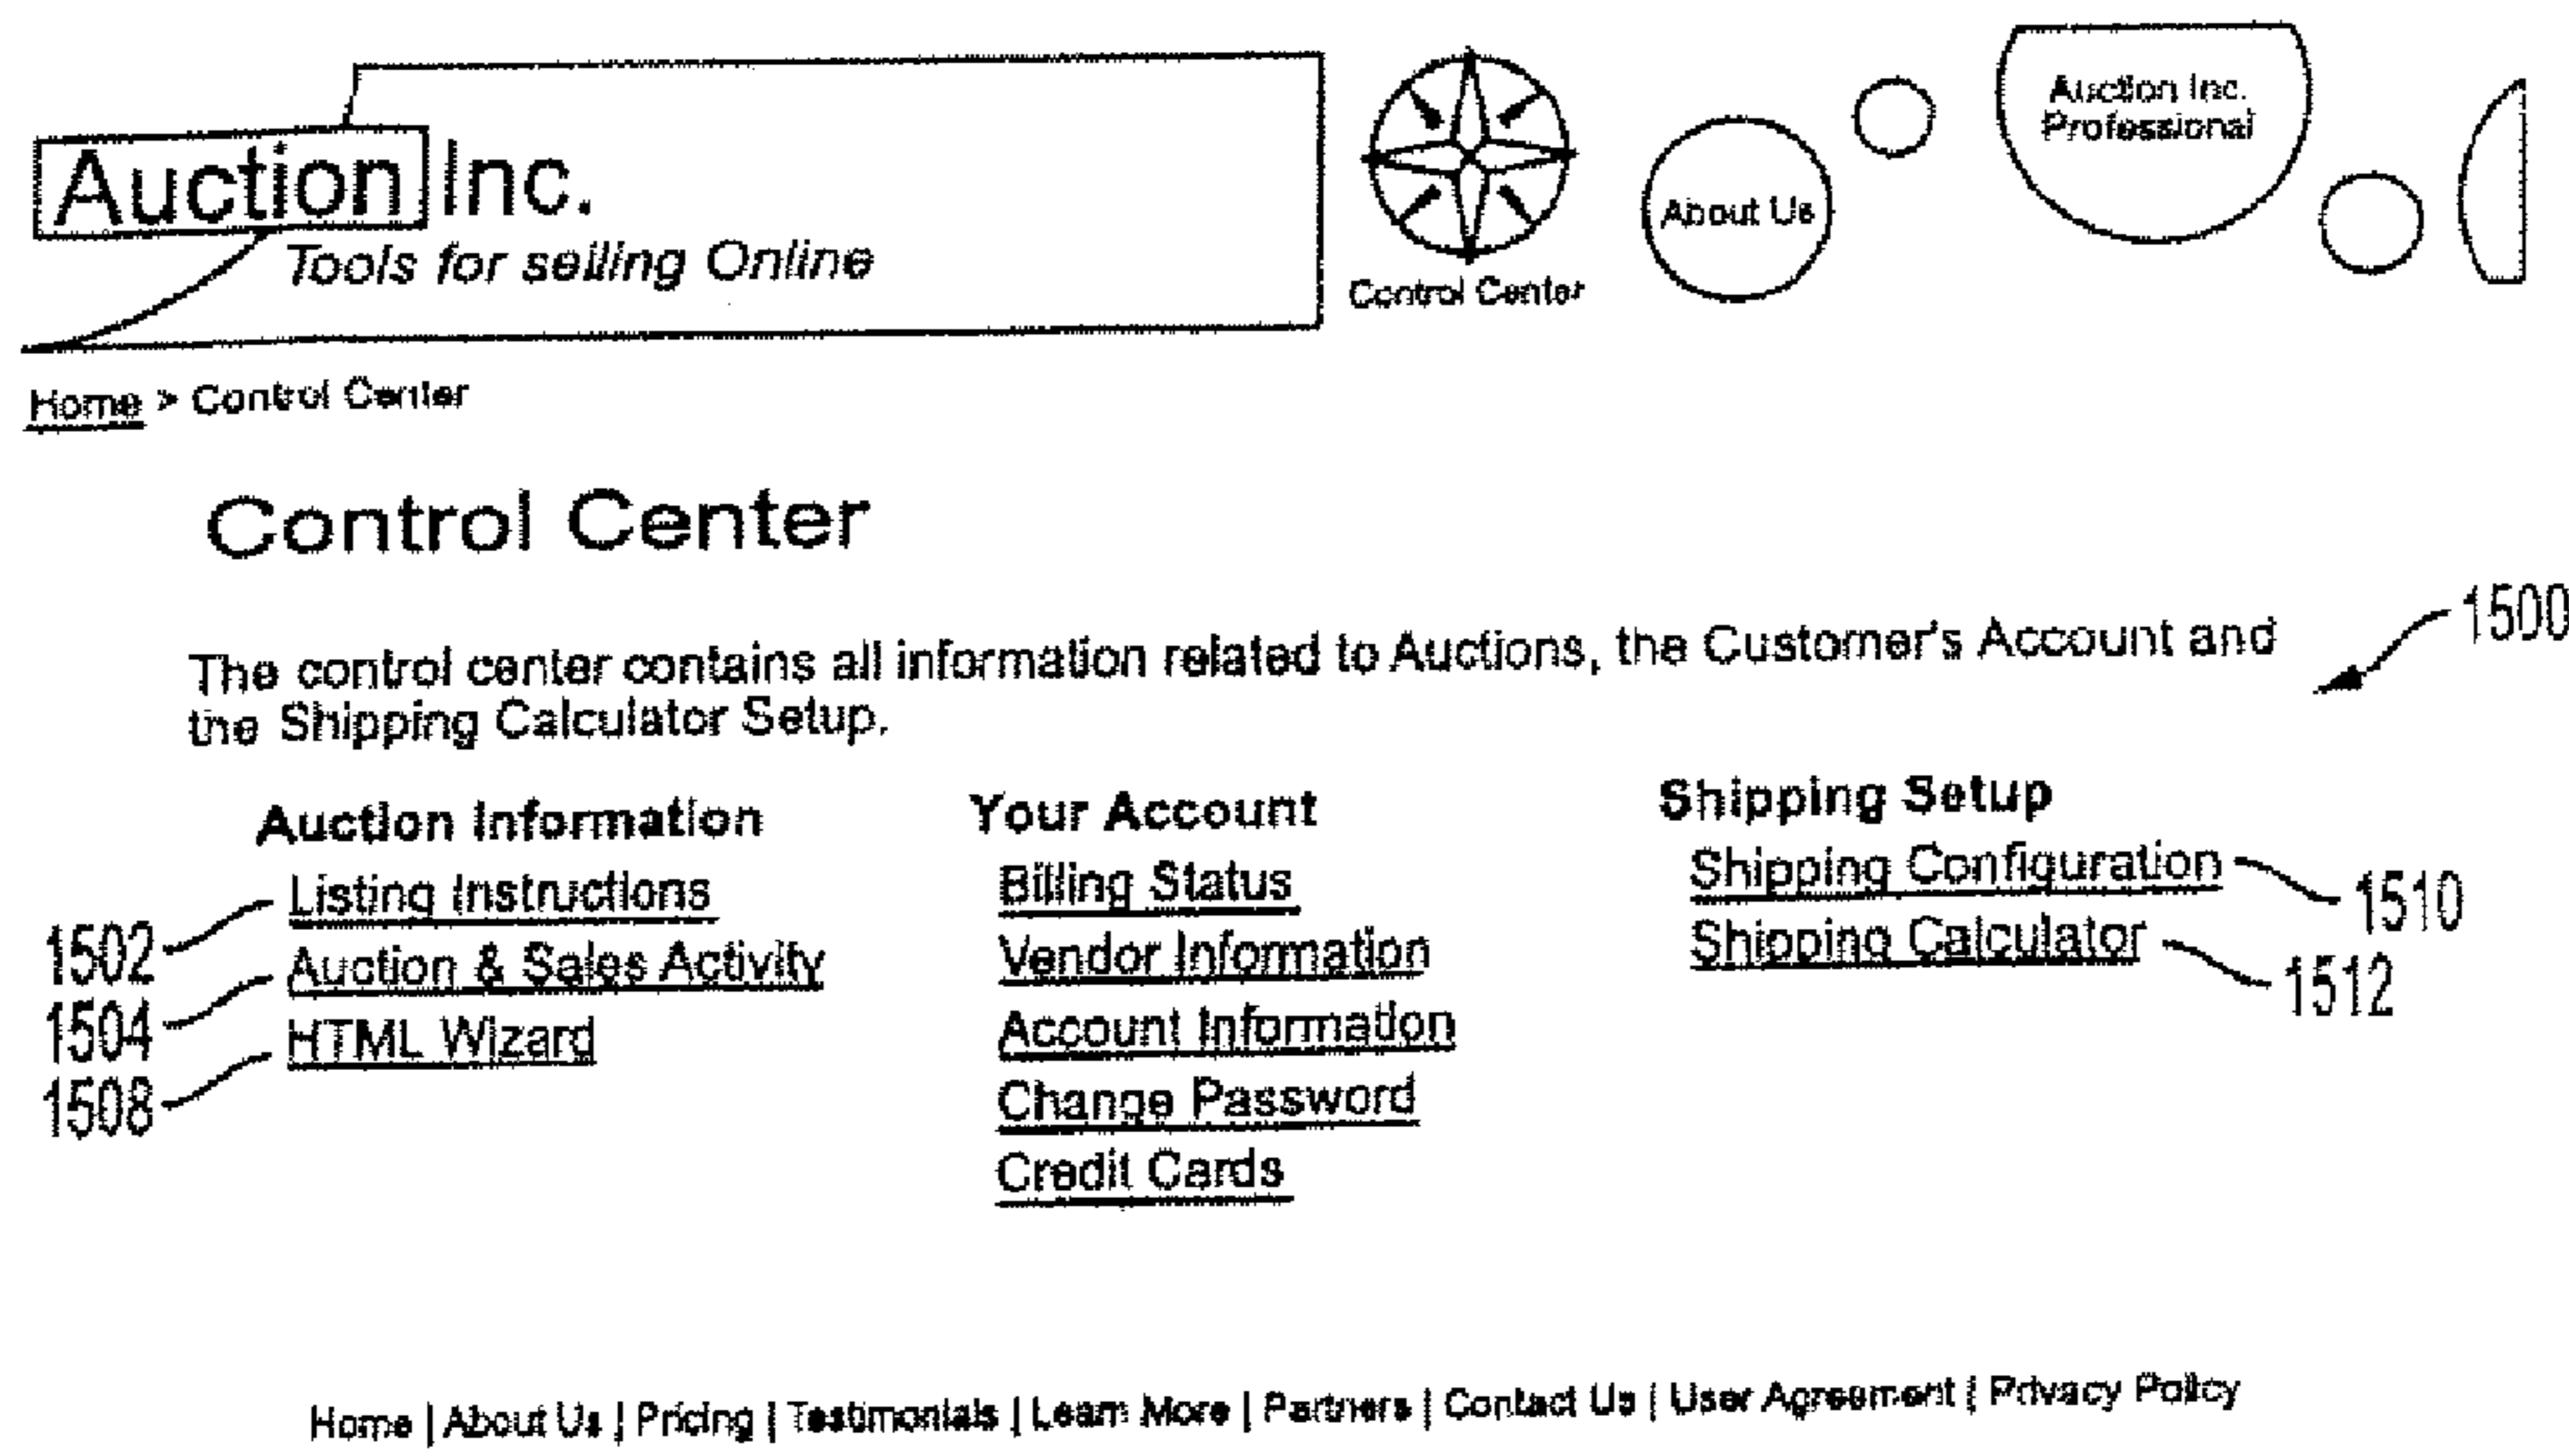 Auction Inc.
Tools for selling Online
Control Center
About Us
Auction Inc.
Professional
Home > Control Center
Control Center
1500
The control center contains all information related to Auctions, the Customer's Account and
the Shipping Calculator Setup.
Auction Information
Listing Instructions
Auction & Sales Activity
HTML Wizard
1502
1504
1508
Your Account
Billing Status
Vendor Information
Account Information
Change Password
Credit Cards
Shipping Setup
Shipping Configuration
Shipping Calculator
1510
1512
Home | About Us | Pricing | Testimonials | Learn More | Partners | Contact Us | User Agreement | Privacy Policy